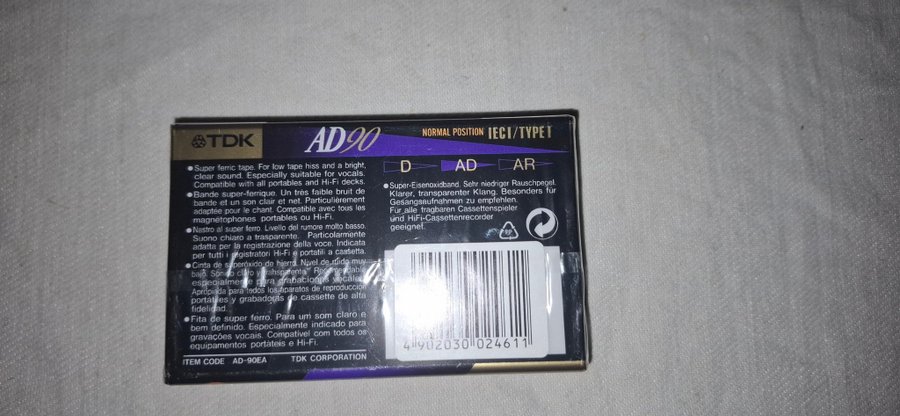 TDK
AD90
NORMAL POSITION IECI/TYPE I
D AD AR
● Super ferric tape. For low tape hiss and a bright,
clear sound. Especially suitable for vocals.
Compatible with all portables and Hi-Fi decks.
● Bande super-ferrique. Un très faible bruit de
bande et un son clair et net. Particulièrement
adaptée pour le chant. Compatible avec tous les
magnétophones portables ou Hi-Fi.
● Nastro al super ferro. Livello del rumore molto basso.
Suono chiaro a trasparente. Particolarmente
adatta per la registrazione della voce. Indicata
per tutti i registratori Hi-Fi i portatili a cassetta.
● Cinta de superóxido de hierro. Nivel de ruido muy
bajo. Sonido
especialmente para grabaciones vocales.
Apropiada para todos los aparatos de reproducción
portátiles y grabadoras de cassette de alta
fidelidad.
● Fita de super ferro. Para um som claro e
bem definido. Especialmente indicado para
gravações vocais. Compatível com todos os
equipamentos portáteis e Hi-Fi.
ITEM CODE AD-90EA TDK CORPORATION
● Super-Eisenoxidband. Sehr niedriger Rauschpegel.
Klarer, transparenter Klang. Besonders für
Gesangsaufnahmen zu empfehlen.
Für alle tragbaren Cassettenspieler
und HiFi-Cassettenrecorder
geeignet.
4 902030 024611